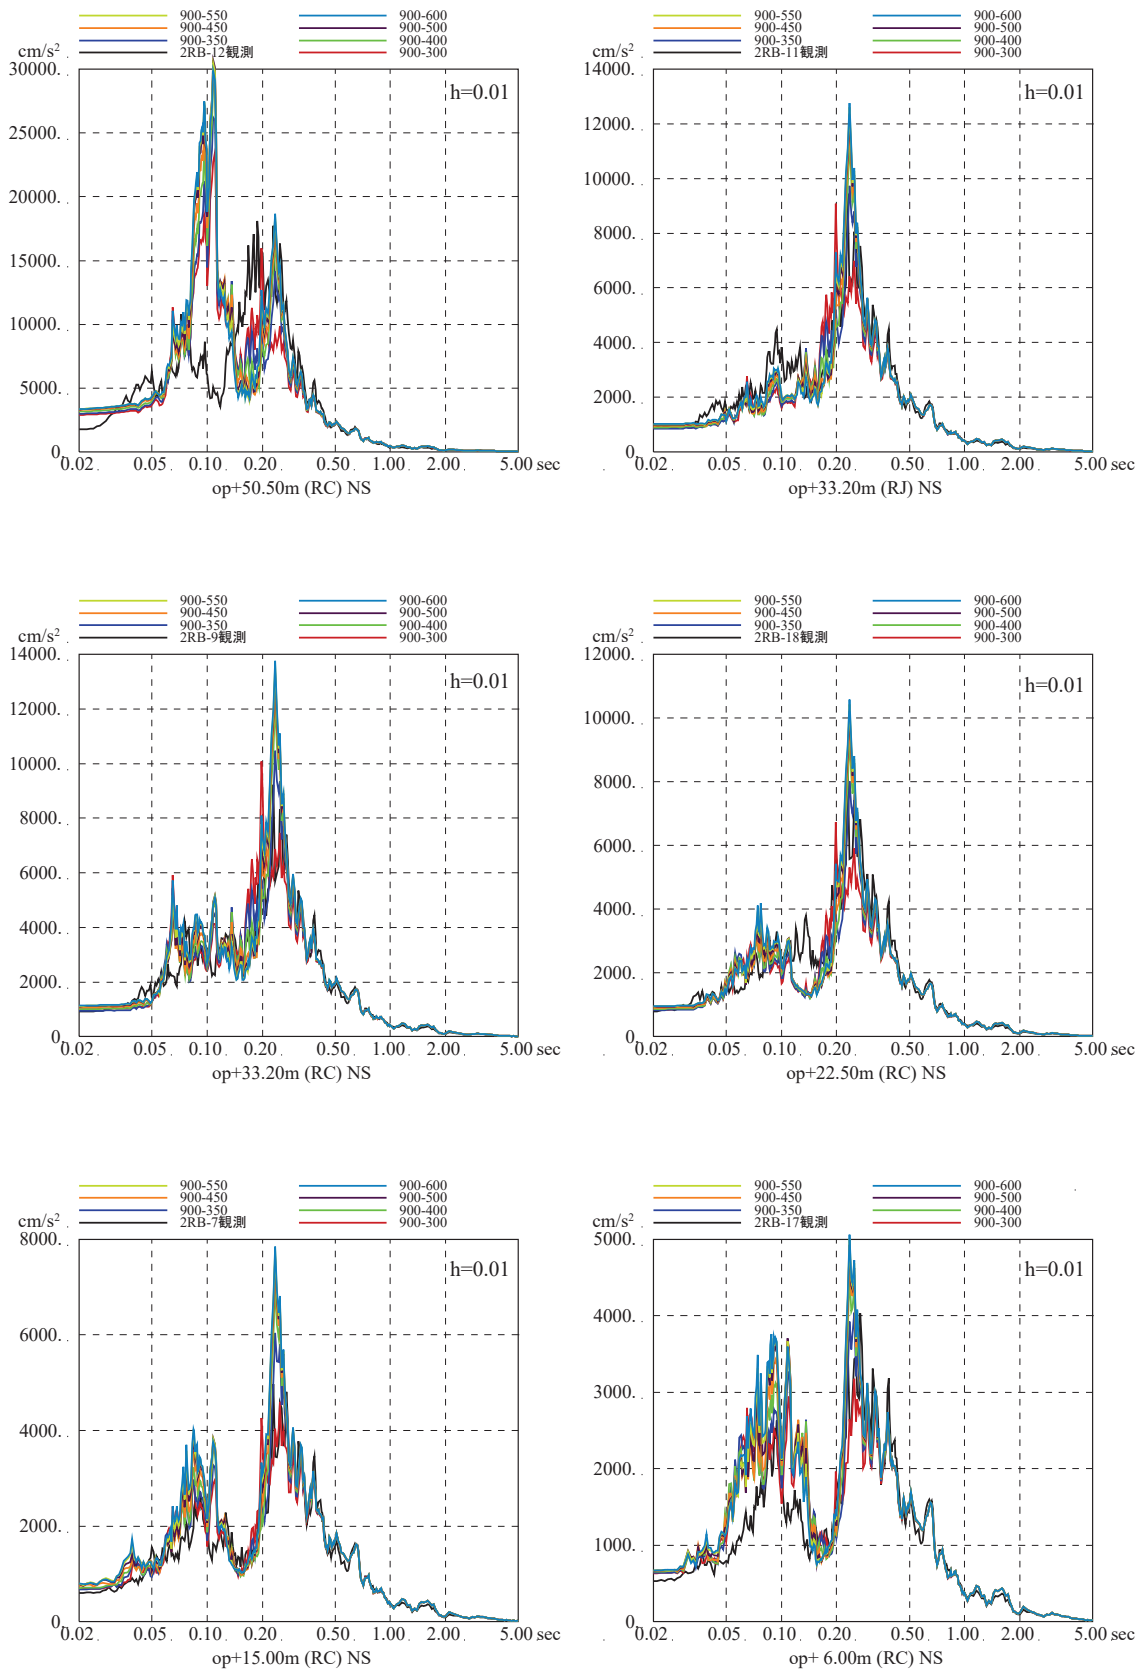 900-550 900-600
900-450 900-500
900-350 900-400
2RB-12観測 900-300
cm/s²
h=0.01
30000.
25000.
20000.
15000.
10000.
5000.
0.
0.02 0.05 0.10 0.20 0.50 1.00 2.00 5.00 sec
op+50.50m (RC) NS
900-550 900-600
900-450 900-500
900-350 900-400
2RB-11観測 900-300
cm/s²
h=0.01
14000.
12000.
10000.
8000.
6000.
4000.
2000.
0.
0.02 0.05 0.10 0.20 0.50 1.00 2.00 5.00 sec
op+33.20m (RJ) NS
900-550 900-600
900-450 900-500
900-350 900-400
2RB-9観測 900-300
cm/s²
h=0.01
14000.
12000.
10000.
8000.
6000.
4000.
2000.
0.
0.02 0.05 0.10 0.20 0.50 1.00 2.00 5.00 sec
op+33.20m (RC) NS
900-550 900-600
900-450 900-500
900-350 900-400
2RB-18観測 900-300
cm/s²
h=0.01
12000.
10000.
8000.
6000.
4000.
2000.
0.
0.02 0.05 0.10 0.20 0.50 1.00 2.00 5.00 sec
op+22.50m (RC) NS
900-550 900-600
900-450 900-500
900-350 900-400
2RB-7観測 900-300
cm/s²
h=0.01
8000.
6000.
4000.
2000.
0.
0.02 0.05 0.10 0.20 0.50 1.00 2.00 5.00 sec
op+15.00m (RC) NS
900-550 900-600
900-450 900-500
900-350 900-400
2RB-17観測 900-300
cm/s²
h=0.01
5000.
4000.
3000.
2000.
1000.
0.
0.02 0.05 0.10 0.20 0.50 1.00 2.00 5.00 sec
op+ 6.00m (RC) NS